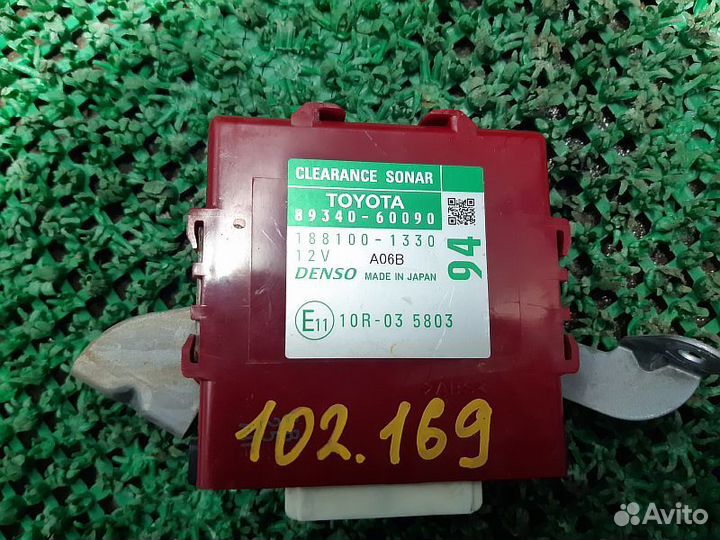 CLEARANCE SONAR
TOYOTA
89340-60090
188100-1330
12V A06B
DENSO MADE IN JAPAN
94
E11 10R-03 5803
>ABS<
102.169
Avito